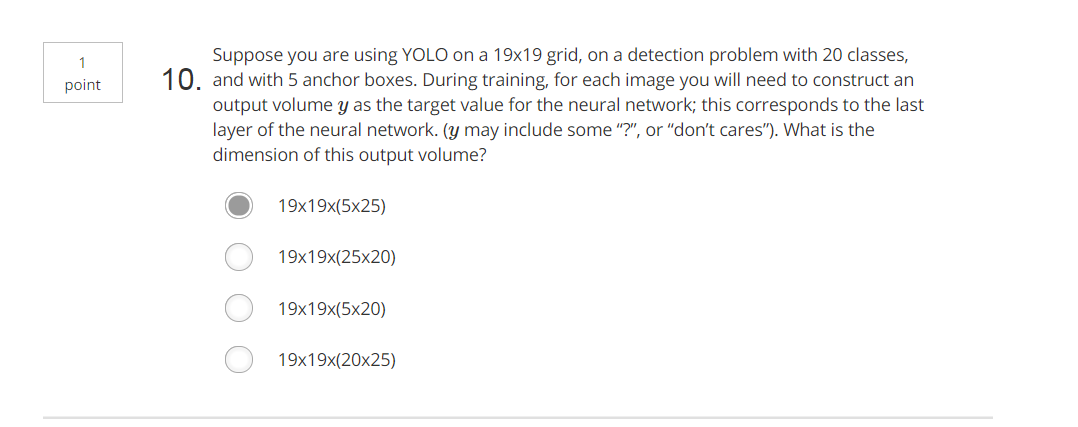 1
point
10.
Suppose you are using YOLO on a 19x19 grid, on a detection problem with 20 classes,
and with 5 anchor boxes. During training, for each image you will need to construct an
output volume y as the target value for the neural network; this corresponds to the last
layer of the neural network. (y may include some “?”, or “don’t cares”). What is the
dimension of this output volume?
19x19x(5x25)
19x19x(25x20)
19x19x(5x20)
19x19x(20x25)